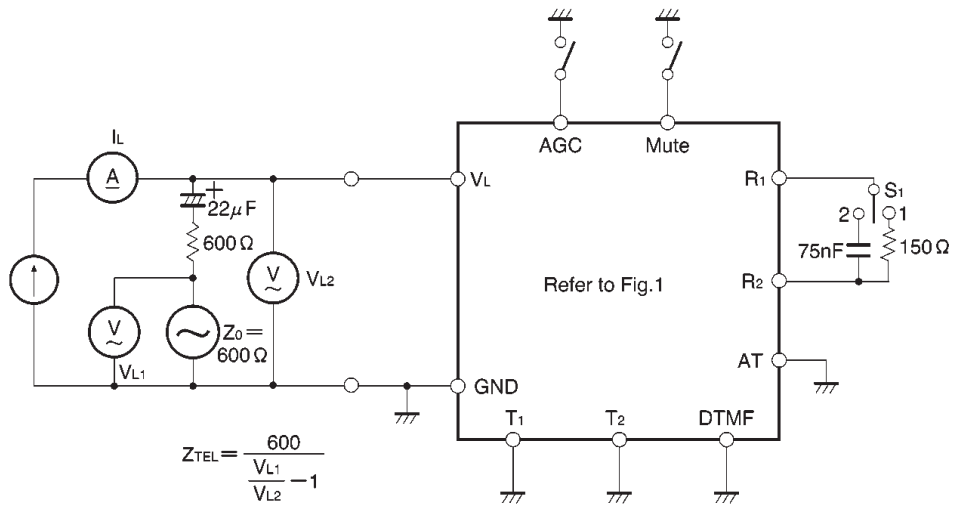 AGC
Mute
IL
A
VL
+
22μF
600Ω
V
VL2
V
VL1
Z0=
600Ω
GND
Refer to Fig.1
R1
S1
2
1
75nF
150Ω
R2
AT
T1
T2
DTMF
ZTEL = 600 / (VL1 / VL2 − 1)